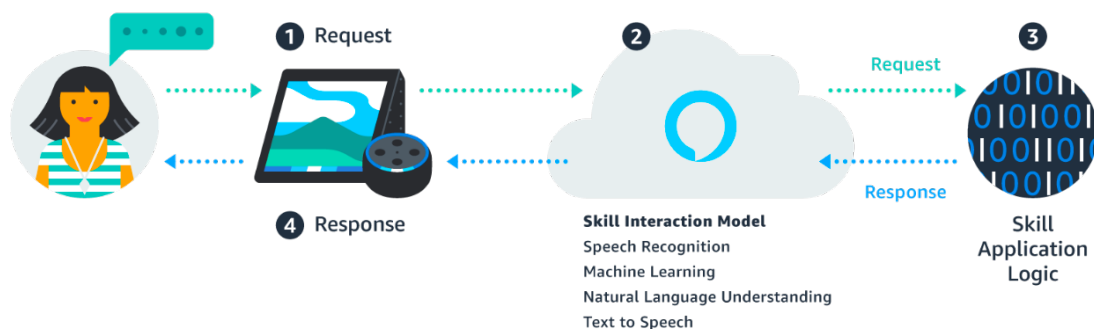 1 Request
2
3
Request
Response
4 Response
Skill Interaction Model
Speech Recognition
Machine Learning
Natural Language Understanding
Text to Speech
Skill
Application
Logic